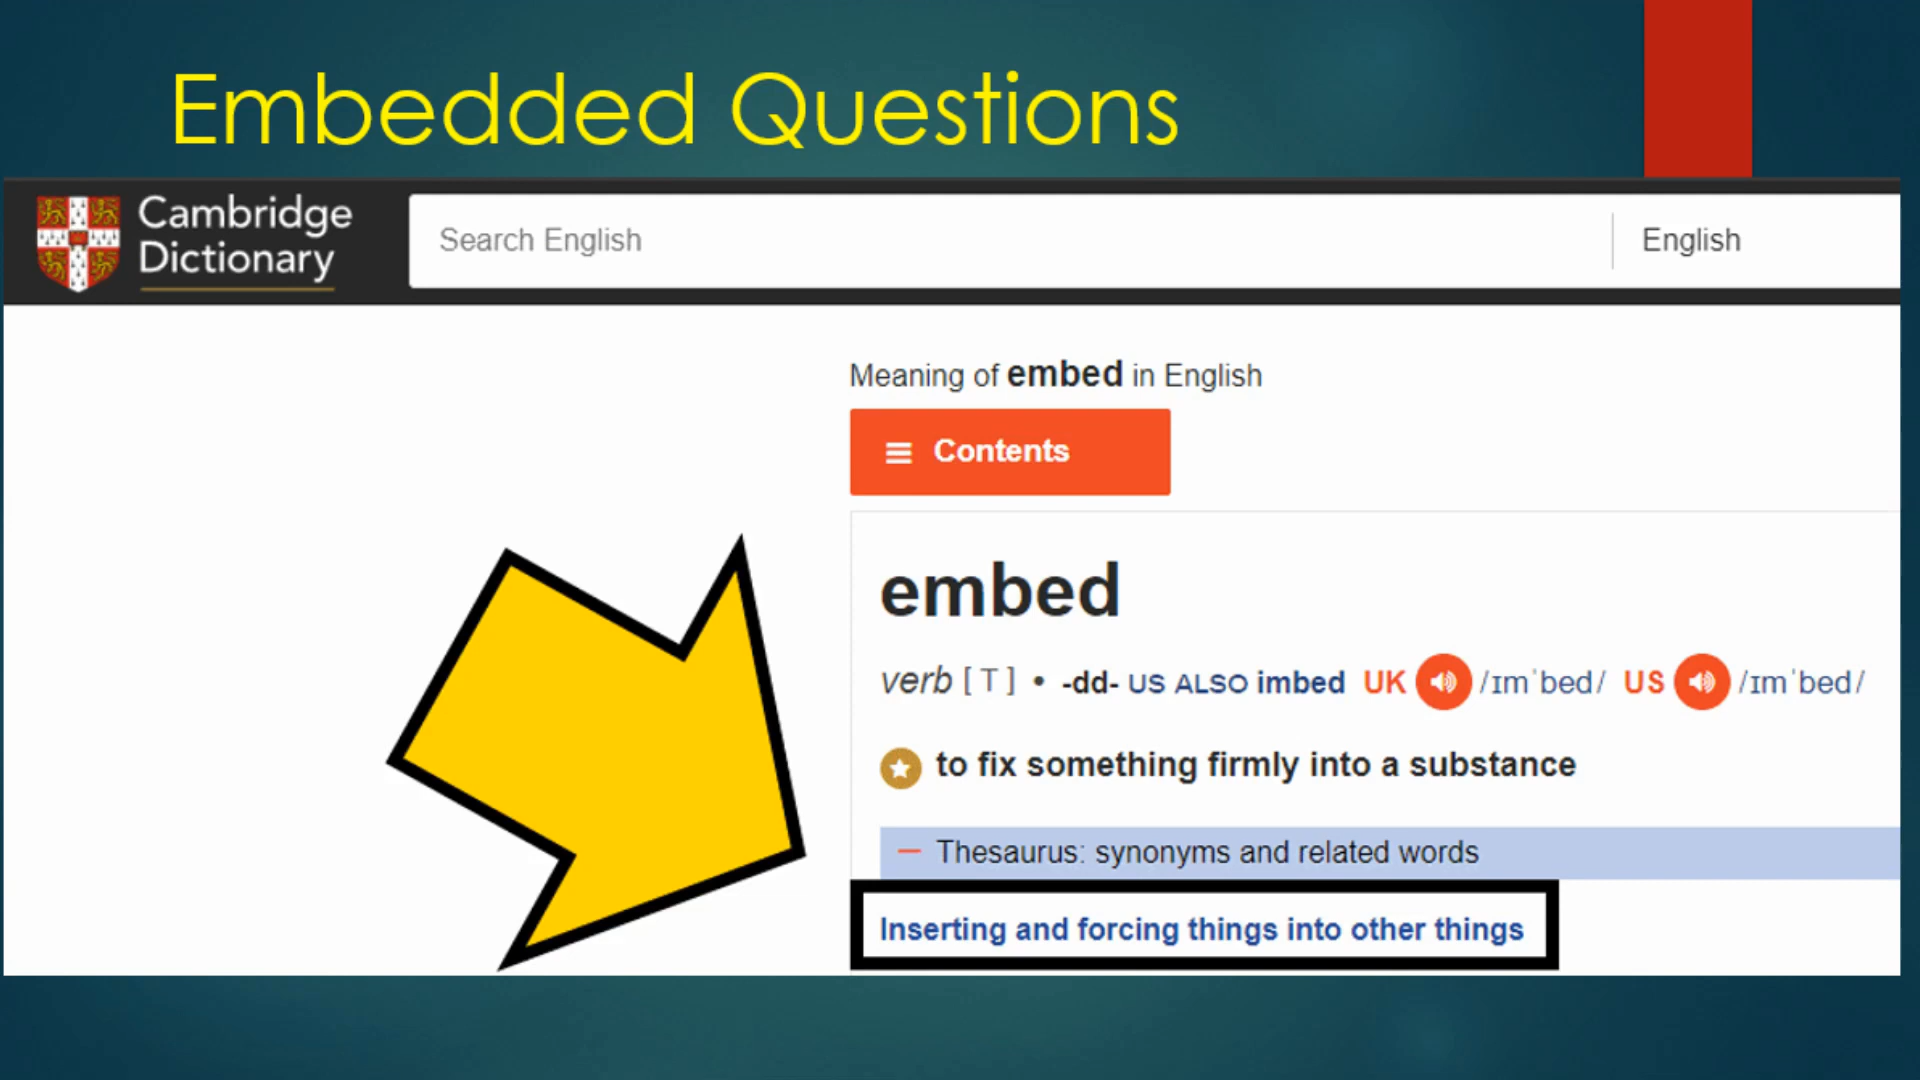 Embedded Questions
Cambridge
Dictionary
Search English
English
Meaning of embed in English
Contents
embed
verb [ T ] • -dd- US ALSO imbed UK /ɪmˈbed/ US /ɪmˈbed/
to fix something firmly into a substance
Thesaurus: synonyms and related words
Inserting and forcing things into other things